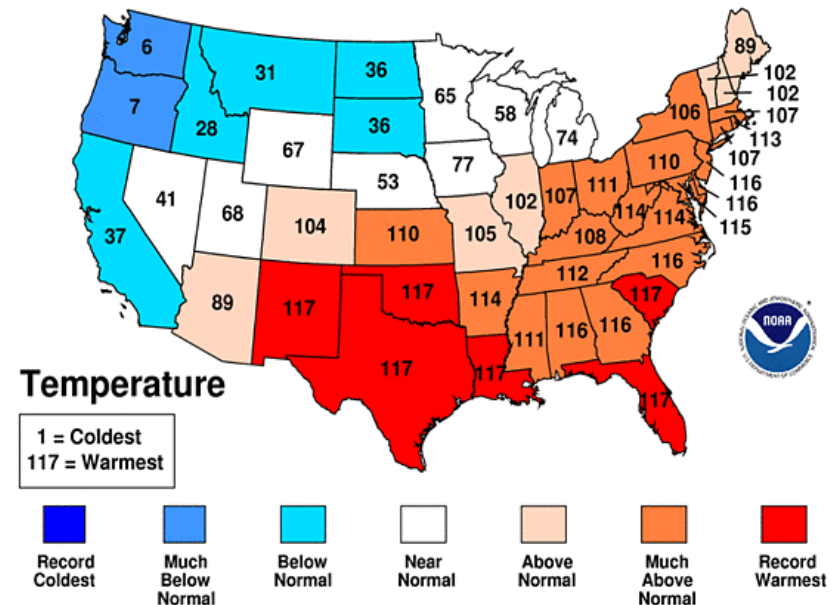 6
7
31
36
65
58
74
89
102
102
107
113
107
116
116
115
28
36
67
77
106
110
41
68
53
102
107
111
114
114
37
104
110
105
108
116
89
117
117
114
112
111
116
116
117
117
117
117
NOAA
Temperature
1 = Coldest
117 = Warmest
Record
Coldest
Much
Below
Normal
Below
Normal
Near
Normal
Above
Normal
Much
Above
Normal
Record
Warmest